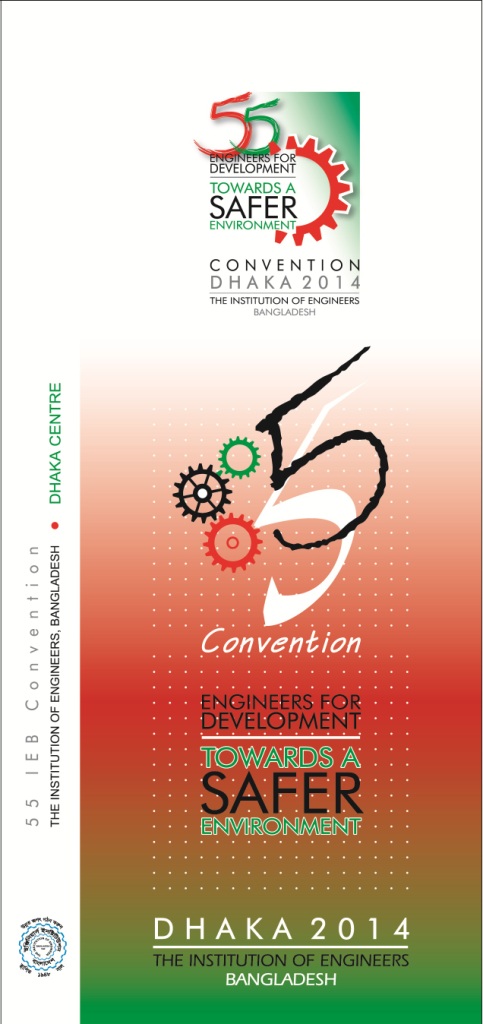 55
ENGINEERS FOR
DEVELOPMENT
TOWARDS A
SAFER
ENVIRONMENT
CONVENTION
DHAKA 2014
THE INSTITUTION OF ENGINEERS
BANGLADESH
55
Convention
ENGINEERS FOR
DEVELOPMENT
TOWARDS A
SAFER
ENVIRONMENT
DHAKA 2014
THE INSTITUTION OF ENGINEERS
BANGLADESH
55 IEB Convention
THE INSTITUTION OF ENGINEERS, BANGLADESH • DHAKA CENTRE